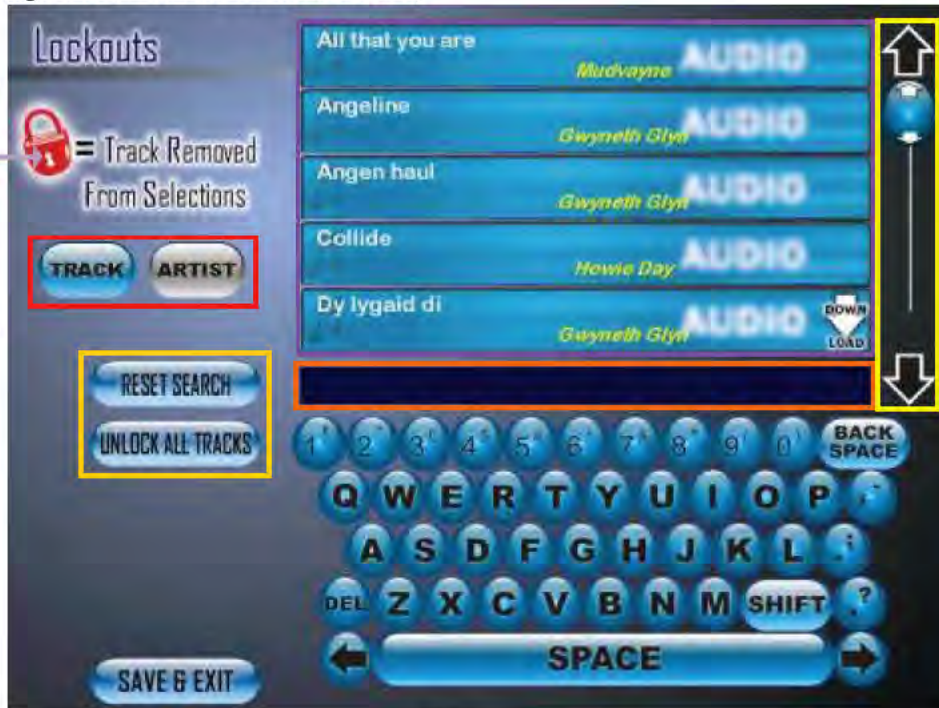 Lockouts
= Track Removed
From Selections
TRACK ARTIST
RESET SEARCH
UNLOCK ALL TRACKS
SAVE & EXIT
All that you are
Mudvayne AUDIO
Angeline
Gwyneth Glyn AUDIO
Angen haul
Gwyneth Glyn AUDIO
Collide
Howie Day AUDIO
Dy lygaid di
Gwyneth Glyn AUDIO
DOWN
LOAD
1 2 3 4 5 6 7 8 9 0 BACK
SPACE
Q W E R T Y U I O P
A S D F G H J K L
DEL Z X C V B N M SHIFT . ?
SPACE